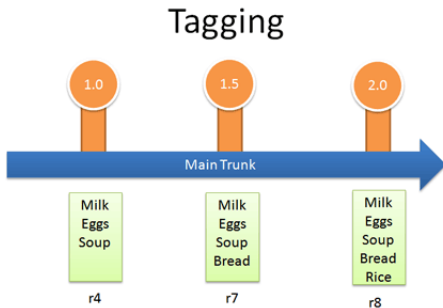 Tagging
1.0
1.5
2.0
Main Trunk
Milk
Eggs
Soup
r4
Milk
Eggs
Soup
Bread
r7
Milk
Eggs
Soup
Bread
Rice
r8